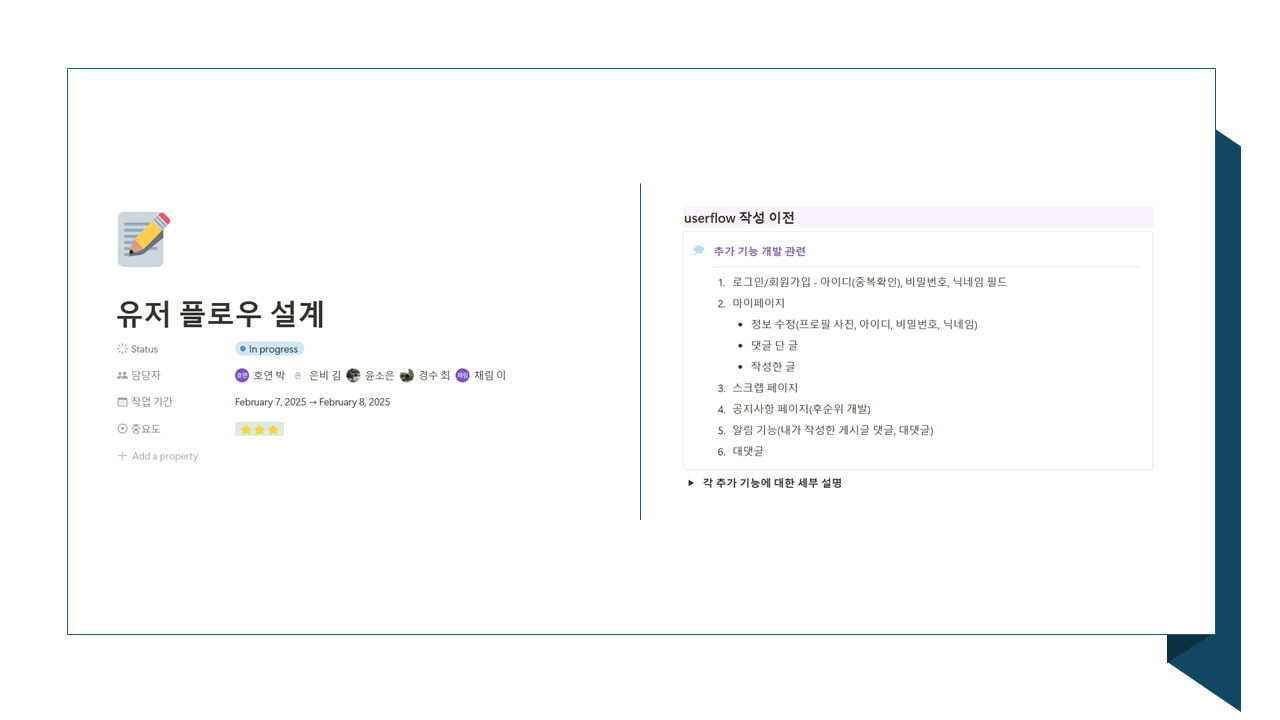 유저 플로우 설계
Status In progress
담당자 호연 호연 박 은 은비 김 윤소은 경수 최 채림 채림 이
작업 기간 February 7, 2025 → February 8, 2025
중요도 ⭐⭐⭐
+ Add a property
userflow 작성 이전
추가 기능 개발 관련
1. 로그인/회원가입 - 아이디(중복확인), 비밀번호, 닉네임 필드
2. 마이페이지
• 정보 수정(프로필 사진, 아이디, 비밀번호, 닉네임)
• 댓글 단 글
• 작성한 글
3. 스크랩 페이지
4. 공지사항 페이지(후순위 개발)
5. 알림 기능(내가 작성한 게시글 댓글, 대댓글)
6. 대댓글
▶ 각 추가 기능에 대한 세부 설명